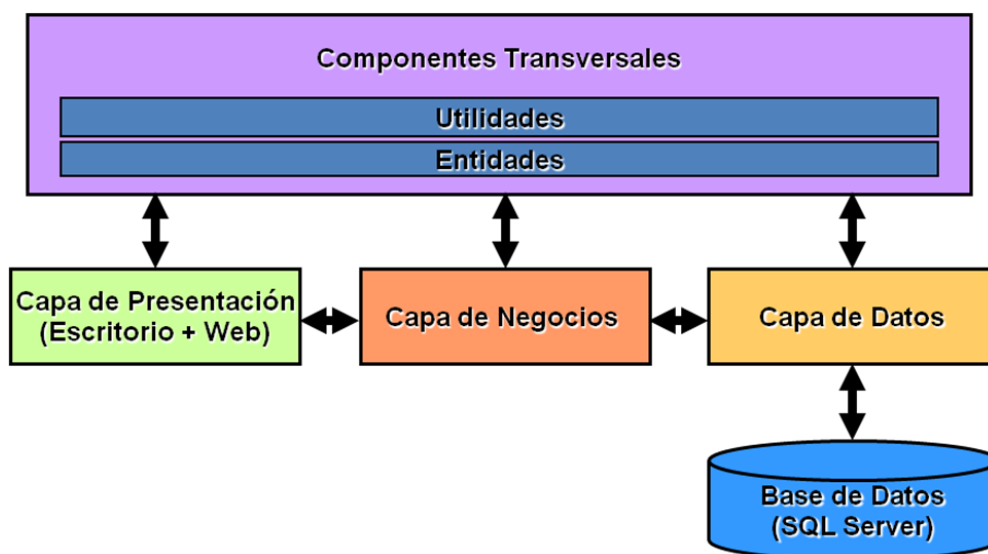 Componentes Transversales
Utilidades
Entidades
Capa de Presentación
(Escritorio + Web)
Capa de Negocios
Capa de Datos
Base de Datos
(SQL Server)